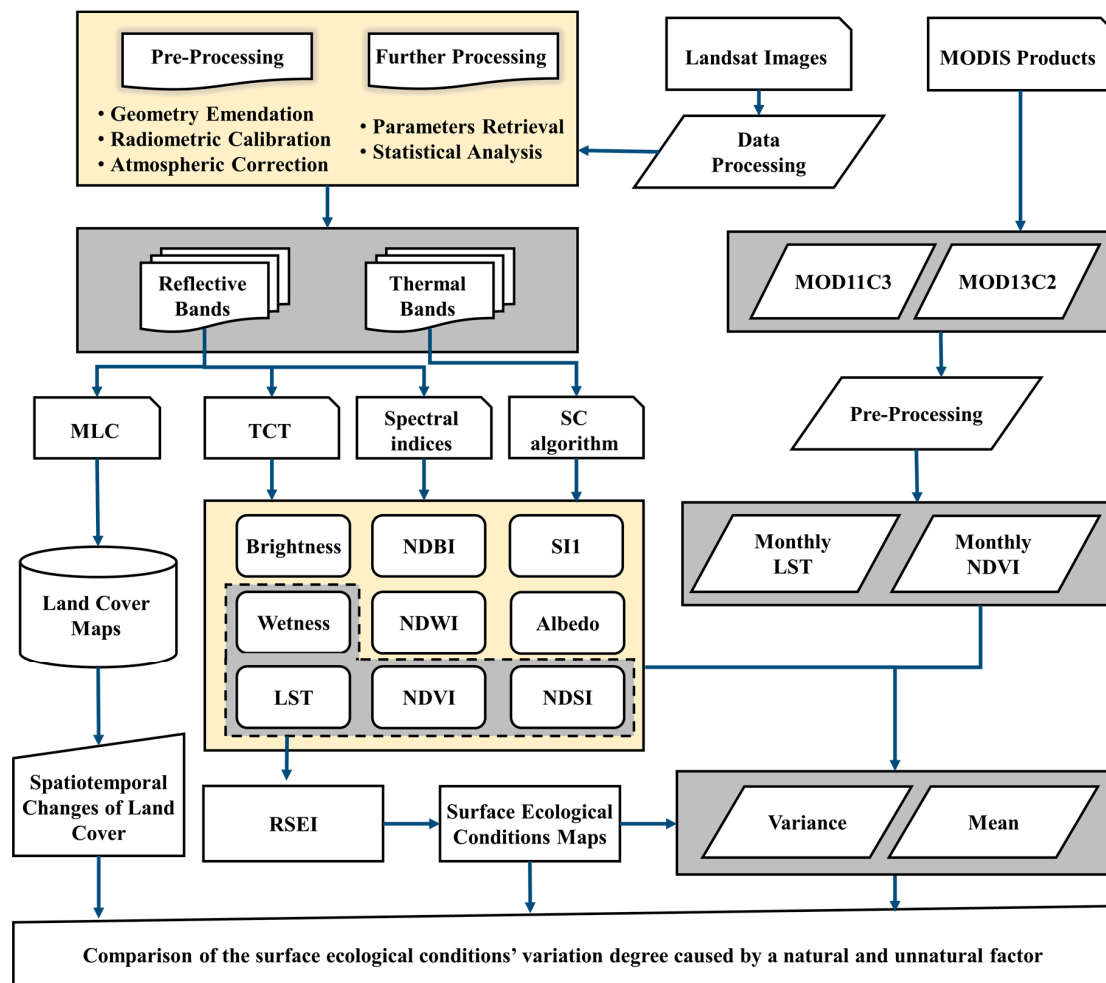 Pre-Processing
Further Processing
• Geometry Emendation
• Radiometric Calibration
• Atmospheric Correction
• Parameters Retrieval
• Statistical Analysis
Landsat Images
MODIS Products
Data
Processing
Reflective
Bands
Thermal
Bands
MOD11C3
MOD13C2
MLC
TCT
Spectral
indices
SC
algorithm
Pre-Processing
Brightness
NDBI
SI1
Wetness
NDWI
Albedo
LST
NDVI
NDSI
Monthly
LST
Monthly
NDVI
Land Cover
Maps
Spatiotemporal
Changes of Land
Cover
RSEI
Surface Ecological
Conditions Maps
Variance
Mean
Comparison of the surface ecological conditions’ variation degree caused by a natural and unnatural factor